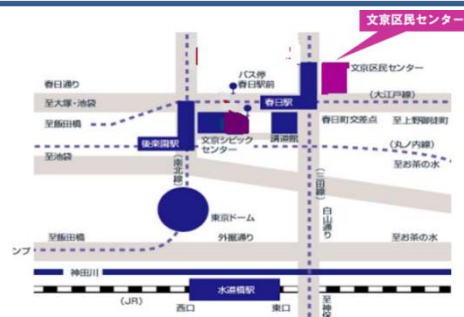 文京区民センター
バス停
春日駅前
文京区民センター
春日通り
(大江戸線)
至大塚・池袋
春日駅
至飯田橋
春日町交差点
至上野御徒町
後楽園駅
文京シビック
センター
講道館
(丸ノ内線)
至池袋
至お茶の水
(南北線)
(三田線)
白山通り
東京ドーム
至飯田橋
外堀通り
至お茶の水
ンプ
神田川
水道橋駅
(JR)
西口
東口
至神保